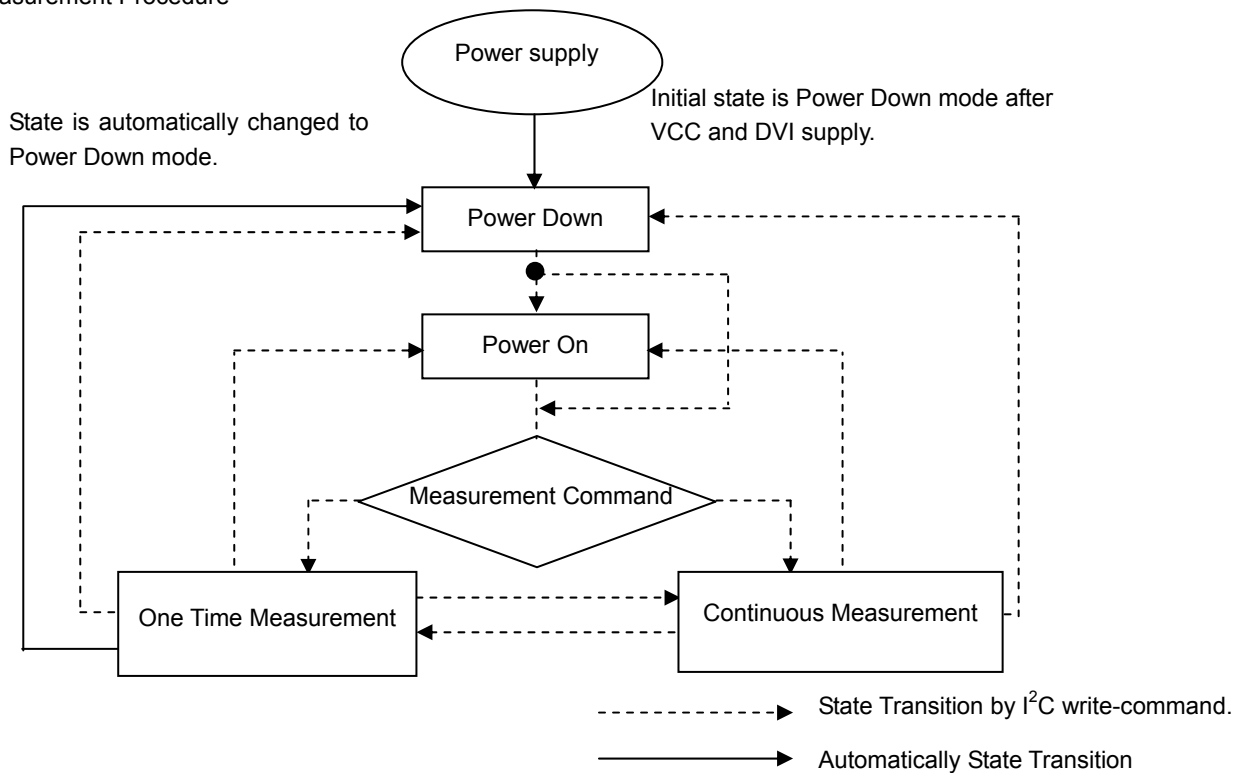 Power supply
Initial state is Power Down mode after
VCC and DVI supply.
State is automatically changed to
Power Down mode.
Power Down
Power On
Measurement Command
One Time Measurement
Continuous Measurement
State Transition by I²C write-command.
Automatically State Transition